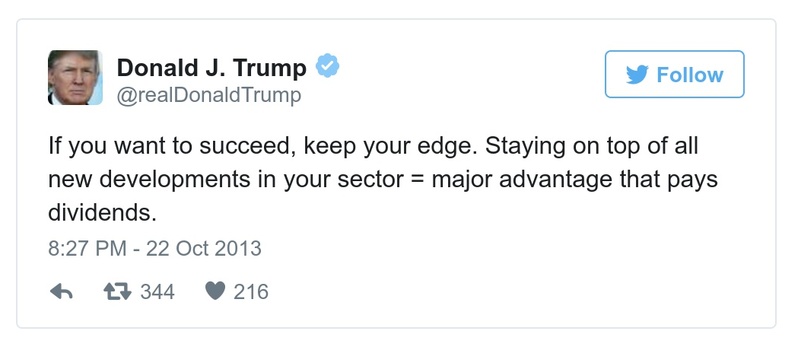 Donald J. Trump
@realDonaldTrump
Follow
If you want to succeed, keep your edge. Staying on top of all
new developments in your sector = major advantage that pays
dividends.
8:27 PM - 22 Oct 2013
344 216